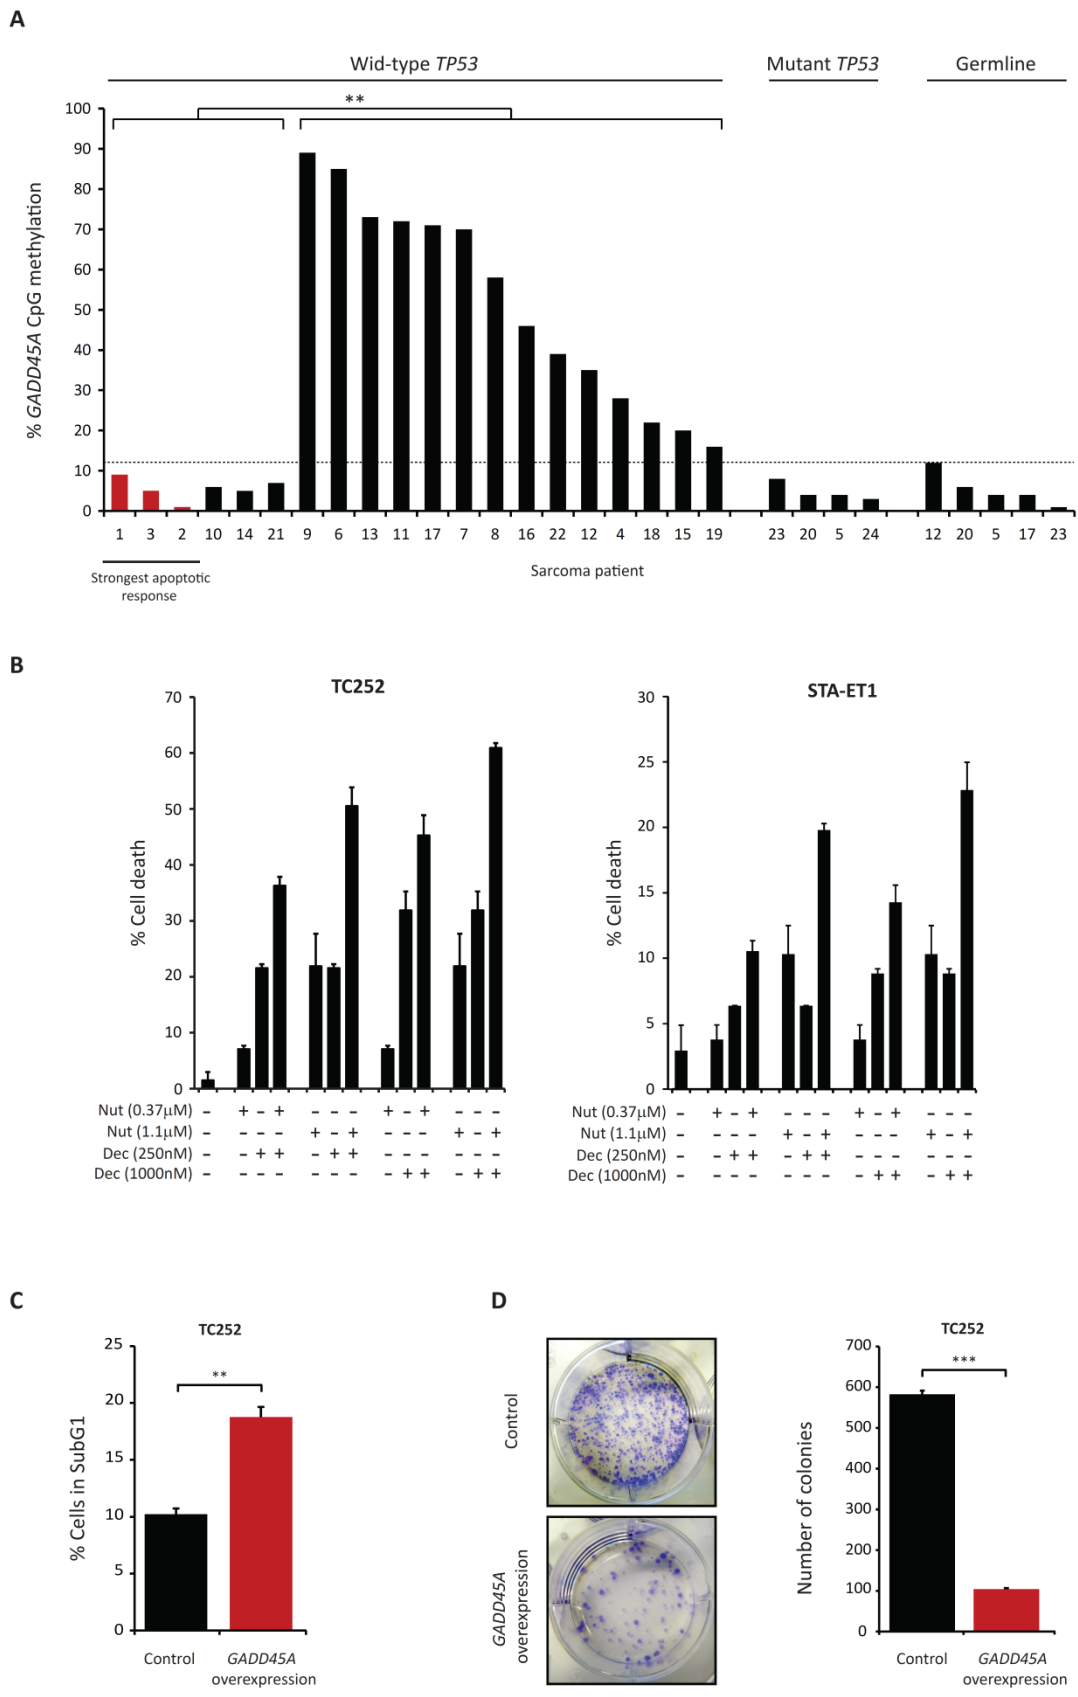 A
Wid-type TP53
Mutant TP53
Germline
**
100
90
80
70
60
50
40
30
20
10
0
% GADD45A CpG methylation
1 3 2 10 14 21 9 6 13 11 17 7 8 16 22 12 4 18 15 19 23 20 5 24 12 20 5 17 23
Strongest apoptotic
response
Sarcoma patient
B
TC252
70
60
50
40
30
20
10
0
% Cell death
Nut (0.37μM) – + – + – – – + – + – – –
Nut (1.1μM) – – – – + – + – – – + – +
Dec (250nM) – – + + – + + – – – – – –
Dec (1000nM) – – – – – – – – + + – + +
STA-ET1
30
25
20
15
10
5
0
% Cell death
Nut (0.37μM) – + – + – – – + – + – – –
Nut (1.1μM) – – – – + – + – – – + – +
Dec (250nM) – – + + – + + – – – – – –
Dec (1000nM) – – – – – – – – + + – + +
C
TC252
25
20
15
10
5
0
% Cells in SubG1
**
Control
GADD45A
overexpression
D
Control
GADD45A
overexpression
TC252
700
600
500
400
300
200
100
0
Number of colonies
***
Control
GADD45A
overexpression